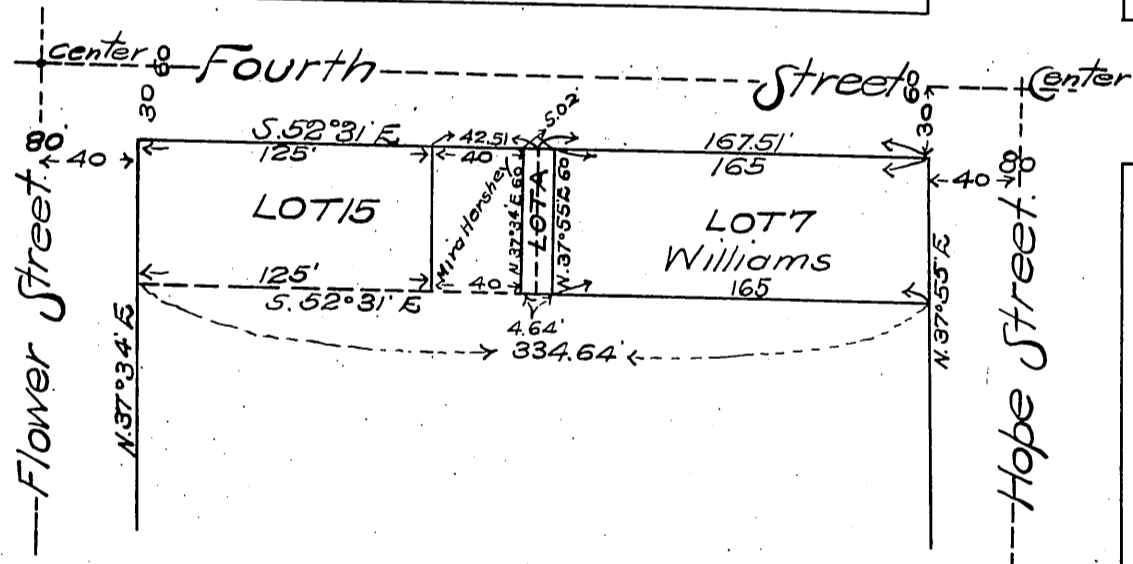 center 60 Fourth Street 60 Center
30
30
80
40
S. 52°31' E
125'
42.51
40
5.02'
167.51'
165
40
80
LOT 15
Mira Hershey
N. 37°34' E 60
LOT A
N. 37°55' E 60
LOT 7
Williams
125'
S. 52°31' E
40
165
4.64'
334.64'
Flower Street.
N. 37°34' E
N. 37°55' E
Hope Street.